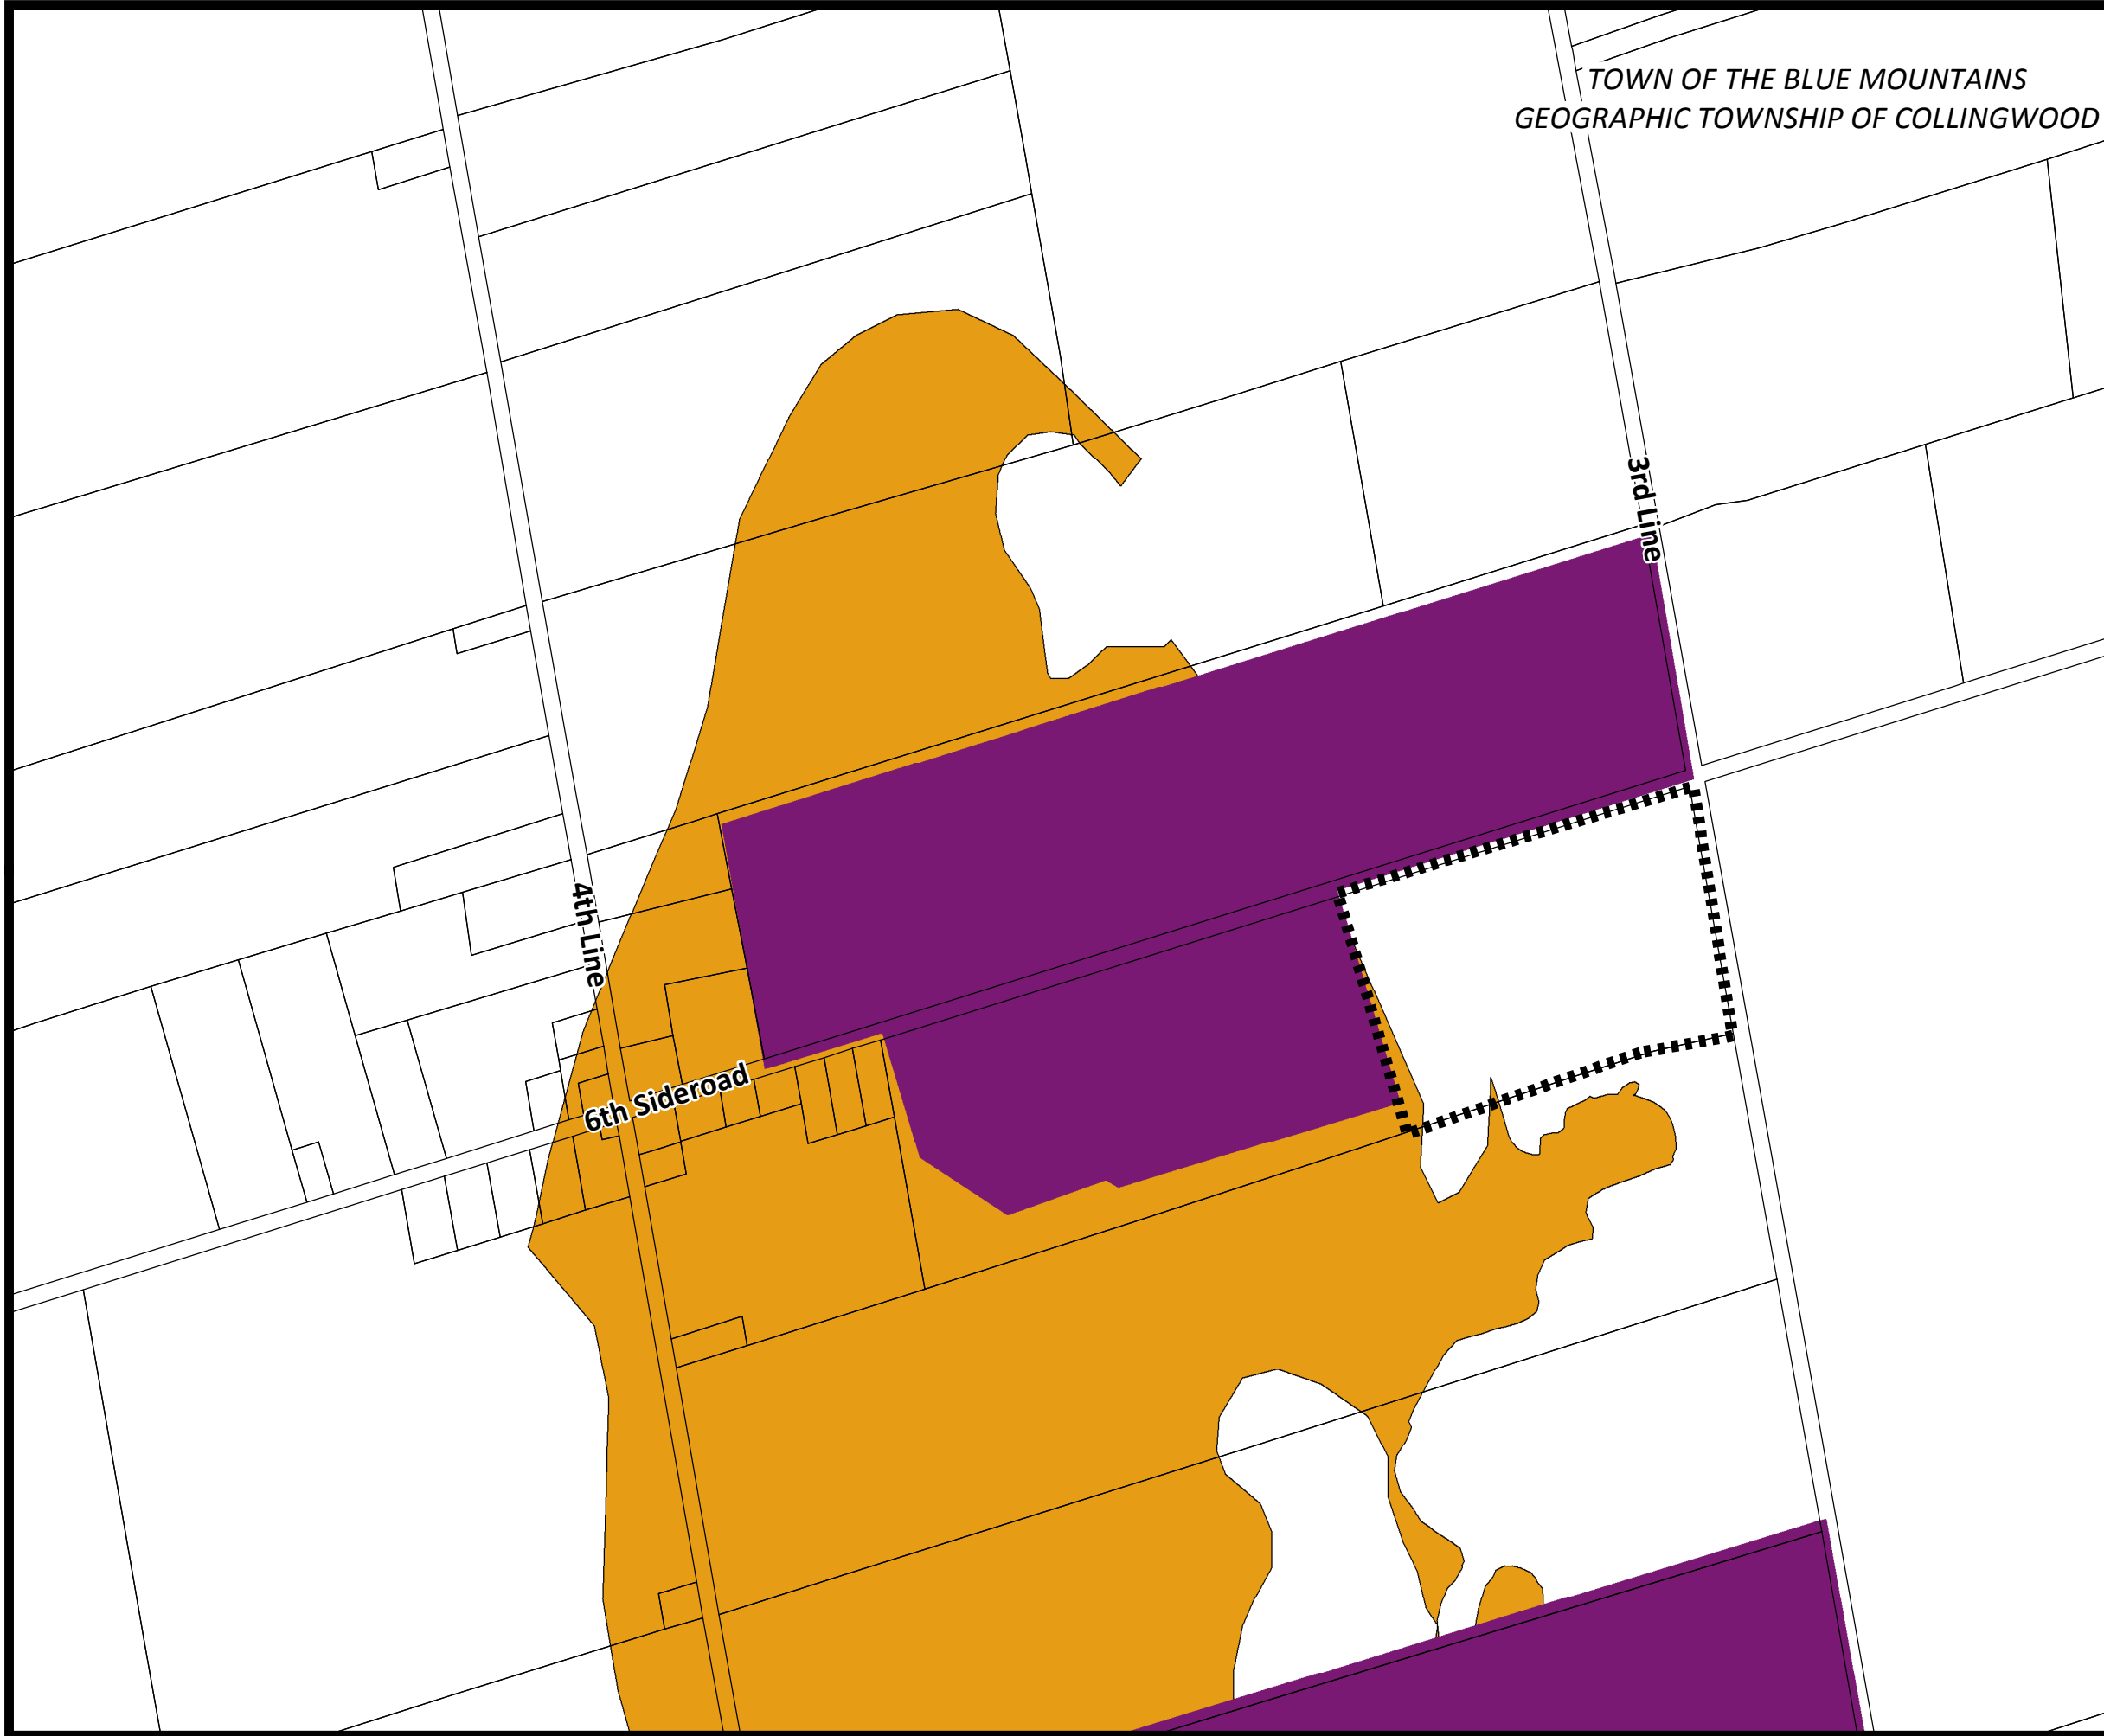 TOWN OF THE BLUE MOUNTAINS
GEOGRAPHIC TOWNSHIP OF COLLINGWOOD
3rd Line
4th Line
6th Sideroad